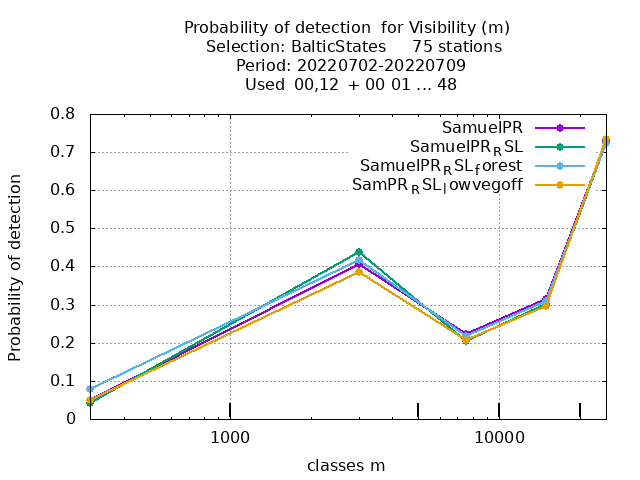 Probability of detection for Visibility (m)
Selection: BalticStates 75 stations
Period: 20220702-20220709
Used 00,12 + 00 01 ... 48
Probability of detection
0.8
0.7
0.6
0.5
0.4
0.3
0.2
0.1
0
SamuelPR
SamuelPR_RSL
SamuelPR_RSL_forest
SamPR_RSL_lowvegoff
1000
10000
classes m